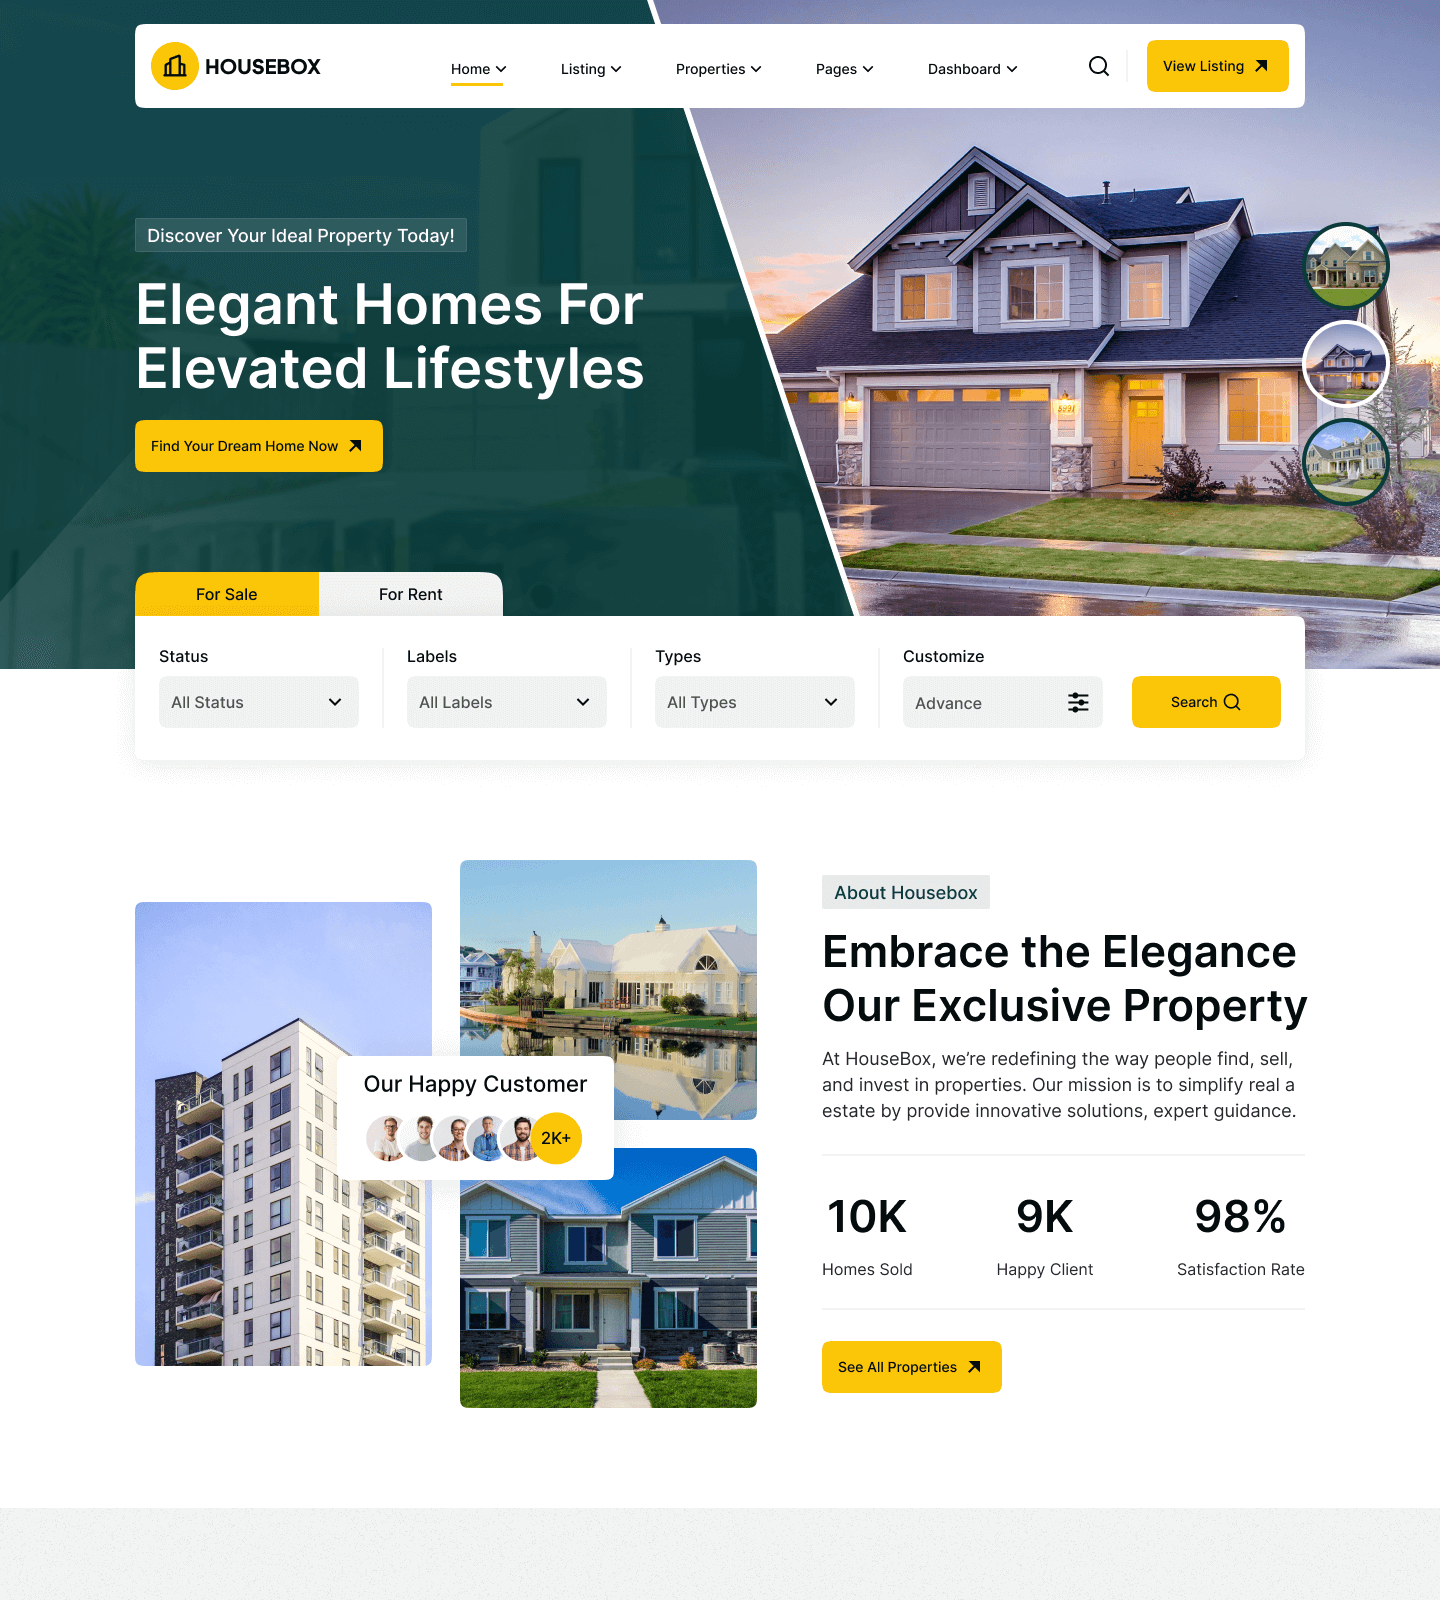 HOUSEBOX
Home
Listing
Properties
Pages
Dashboard
View Listing
Discover Your Ideal Property Today!
Elegant Homes For
Elevated Lifestyles
Find Your Dream Home Now
5991
For Sale
For Rent
Status
Labels
Types
Customize
All Status
All Labels
All Types
Advance
Search
Our Happy Customer
2K+
About Housebox
Embrace the Elegance
Our Exclusive Property
At HouseBox, we’re redefining the way people find, sell,
and invest in properties. Our mission is to simplify real a
estate by provide innovative solutions, expert guidance.
10K
9K
98%
Homes Sold
Happy Client
Satisfaction Rate
See All Properties